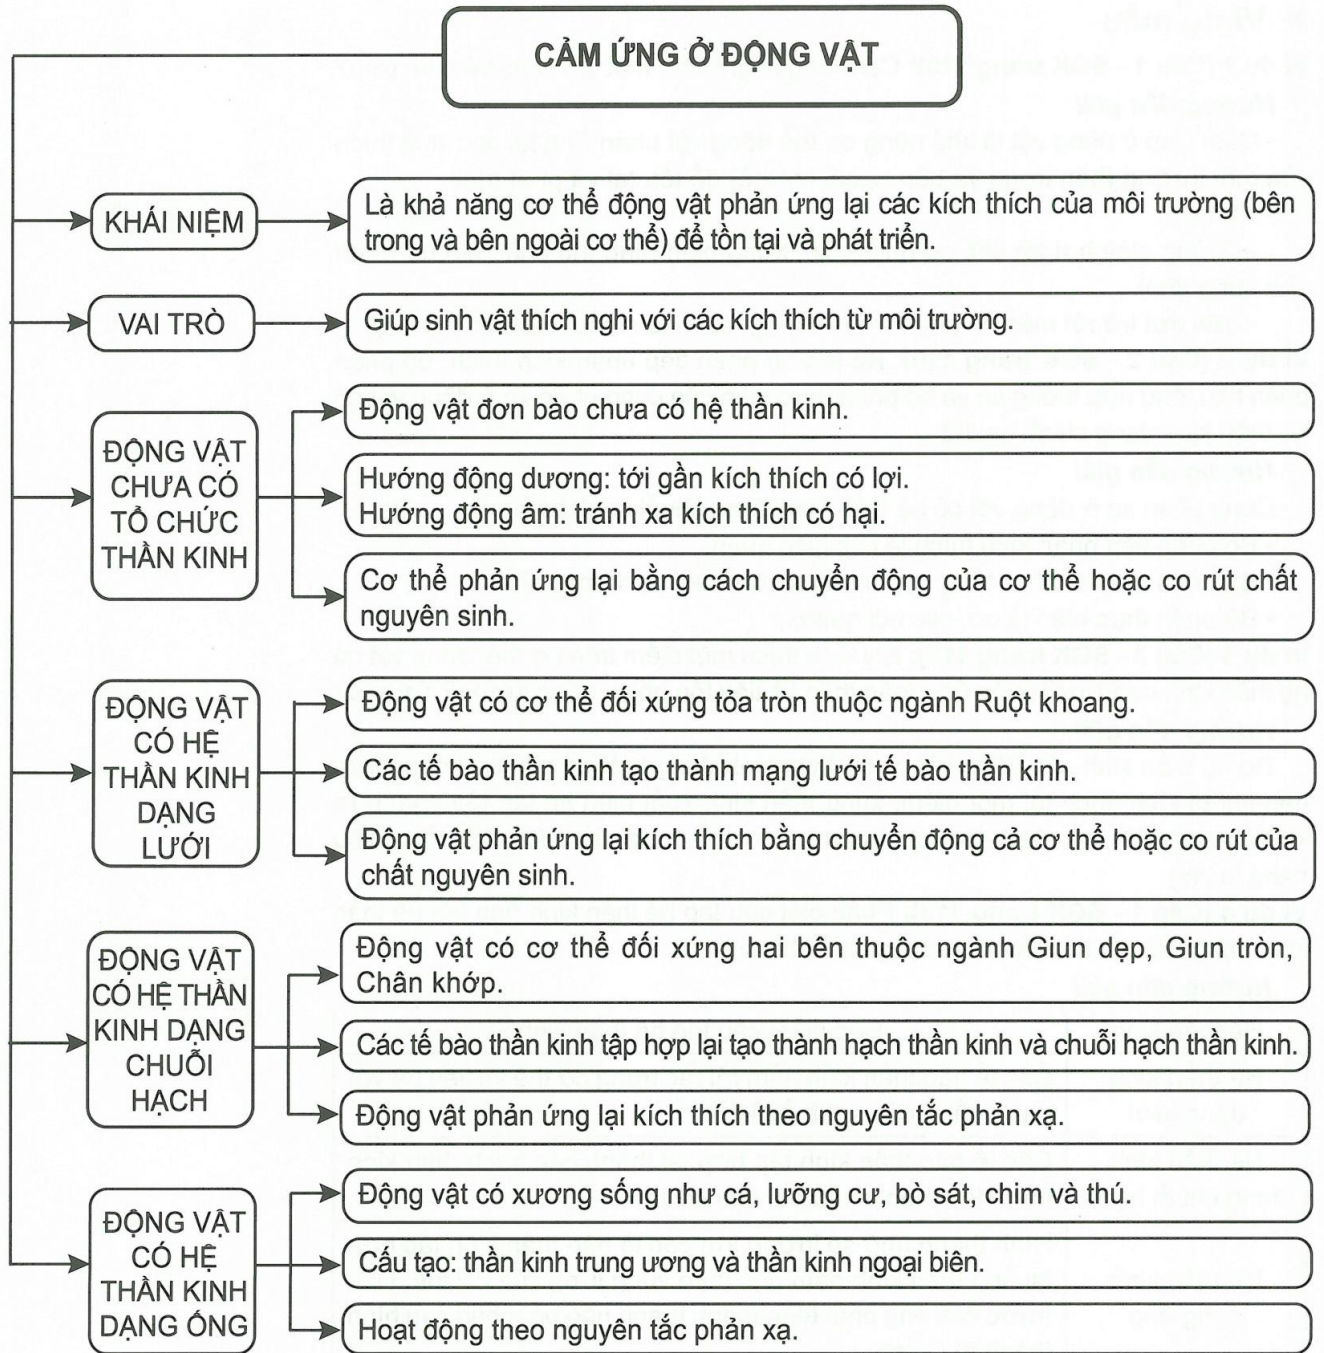 CẢM ỨNG Ở ĐỘNG VẬT
KHÁI NIỆM
Là khả năng cơ thể động vật phản ứng lại các kích thích của môi trường (bên
trong và bên ngoài cơ thể) để tồn tại và phát triển.
VAI TRÒ
Giúp sinh vật thích nghi với các kích thích từ môi trường.
ĐỘNG VẬT
CHƯA CÓ
TỔ CHỨC
THẦN KINH
Động vật đơn bào chưa có hệ thần kinh.
Hướng động dương: tới gần kích thích có lợi.
Hướng động âm: tránh xa kích thích có hại.
Cơ thể phản ứng lại bằng cách chuyển động của cơ thể hoặc co rút chất
nguyên sinh.
ĐỘNG VẬT
CÓ HỆ
THẦN KINH
DẠNG
LƯỚI
Động vật có cơ thể đối xứng tỏa tròn thuộc ngành Ruột khoang.
Các tế bào thần kinh tạo thành mạng lưới tế bào thần kinh.
Động vật phản ứng lại kích thích bằng chuyển động cả cơ thể hoặc co rút của
chất nguyên sinh.
ĐỘNG VẬT
CÓ HỆ THẦN
KINH DẠNG
CHUỖI
HẠCH
Động vật có cơ thể đối xứng hai bên thuộc ngành Giun dẹp, Giun tròn,
Chân khớp.
Các tế bào thần kinh tập hợp lại tạo thành hạch thần kinh và chuỗi hạch thần kinh.
Động vật phản ứng lại kích thích theo nguyên tắc phản xạ.
ĐỘNG VẬT
CÓ HỆ
THẦN KINH
DẠNG ỐNG
Động vật có xương sống như cá, lưỡng cư, bò sát, chim và thú.
Cấu tạo: thần kinh trung ương và thần kinh ngoại biên.
Hoạt động theo nguyên tắc phản xạ.